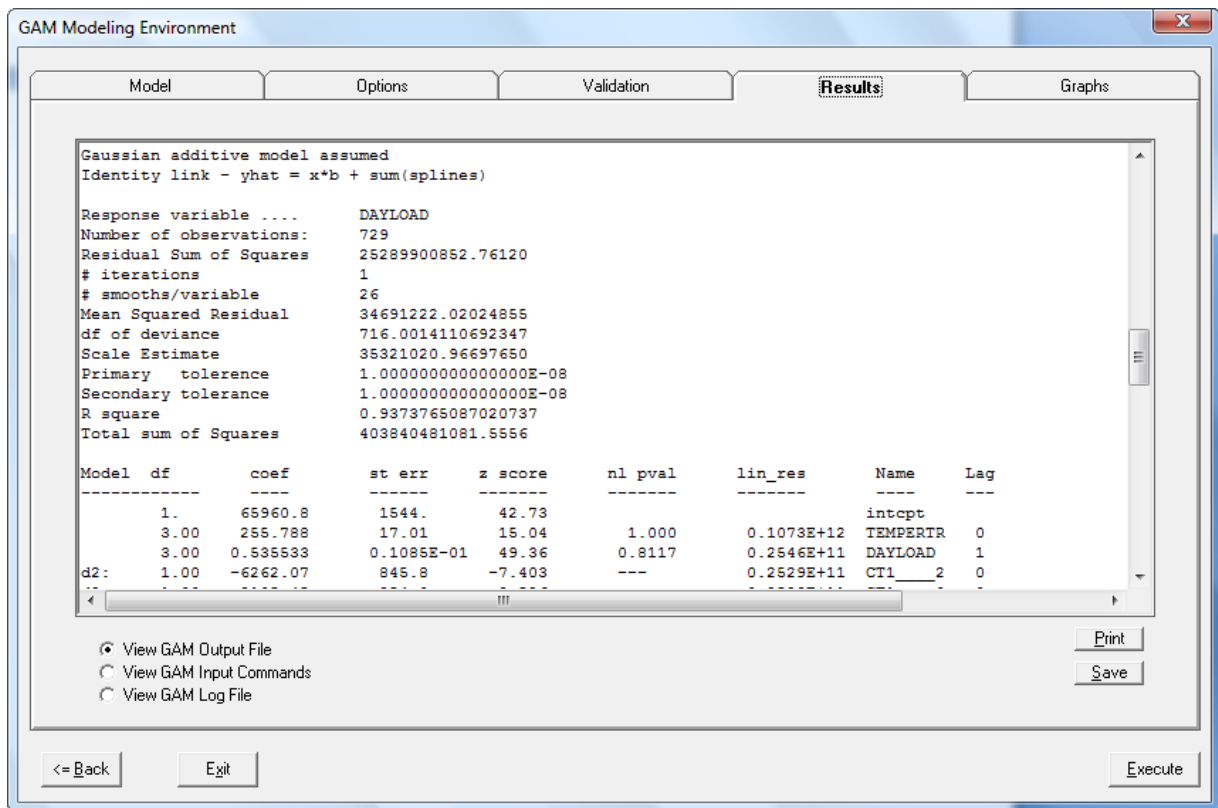 GAM Modeling Environment
Model Options Validation Results Graphs
Gaussian additive model assumed
Identity link - yhat = x*b + sum(splines)
Response variable .... DAYLOAD
Number of observations: 729
Residual Sum of Squares 25289900852.76120
# iterations 1
# smooths/variable 26
Mean Squared Residual 34691222.02024855
df of deviance 716.0014110692347
Scale Estimate 35321020.96697650
Primary tolerence 1.000000000000000E-08
Secondary tolerance 1.000000000000000E-08
R square 0.9373765087020737
Total sum of Squares 403840481081.5556
Model df coef st err z score nl pval lin_res Name Lag
------------ ---- ------ ------- ------- ------- ---- ---
1. 65960.8 1544. 42.73 intcpt
3.00 255.788 17.01 15.04 1.000 0.1073E+12 TEMPERTR 0
3.00 0.535533 0.1085E-01 49.36 0.8117 0.2546E+11 DAYLOAD 1
d2: 1.00 -6262.07 845.8 -7.403 --- 0.2529E+11 CT1____2 0
View GAM Output File
View GAM Input Commands
View GAM Log File
Print
Save
<= Back Exit Execute